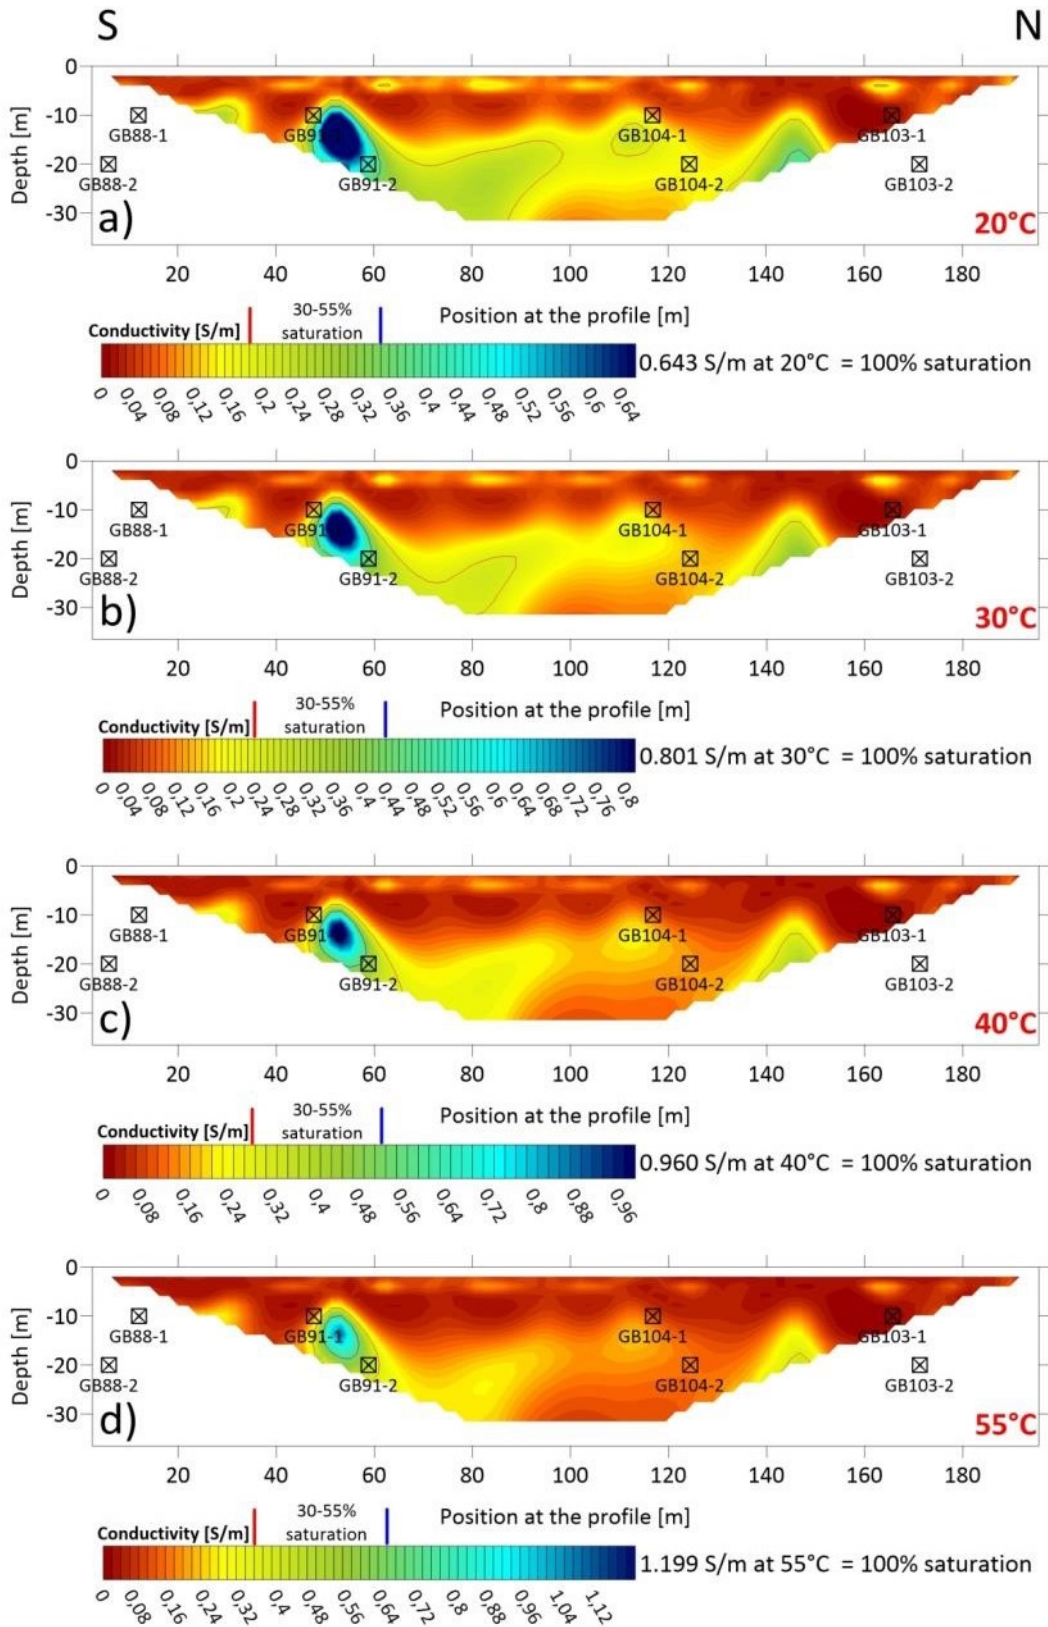 S N
0
-10
-20
-30
Depth [m]
GB88-1
GB88-2
GB91
GB91-2
GB104-1
GB104-2
GB103-1
GB103-2
a)
20°C
20 40 60 80 100 120 140 160 180
Position at the profile [m]
Conductivity [S/m]
30-55%
saturation
0.643 S/m at 20°C = 100% saturation
0 0,04 0,08 0,12 0,16 0,2 0,24 0,28 0,32 0,36 0,4 0,44 0,48 0,52 0,56 0,6 0,64
0
-10
-20
-30
Depth [m]
GB88-1
GB88-2
GB91
GB91-2
GB104-1
GB104-2
GB103-1
GB103-2
b)
30°C
20 40 60 80 100 120 140 160 180
Position at the profile [m]
Conductivity [S/m]
30-55%
saturation
0.801 S/m at 30°C = 100% saturation
0 0,04 0,08 0,12 0,16 0,2 0,24 0,28 0,32 0,36 0,4 0,44 0,48 0,52 0,56 0,6 0,64 0,68 0,72 0,76 0,8
0
-10
-20
-30
Depth [m]
GB88-1
GB88-2
GB91
GB91-2
GB104-1
GB104-2
GB103-1
GB103-2
c)
40°C
20 40 60 80 100 120 140 160 180
Position at the profile [m]
Conductivity [S/m]
30-55%
saturation
0.960 S/m at 40°C = 100% saturation
0 0,08 0,16 0,24 0,32 0,4 0,48 0,56 0,64 0,72 0,8 0,88 0,96
0
-10
-20
-30
Depth [m]
GB88-1
GB88-2
GB91-1
GB91-2
GB104-1
GB104-2
GB103-1
GB103-2
d)
55°C
20 40 60 80 100 120 140 160 180
Position at the profile [m]
Conductivity [S/m]
30-55%
saturation
1.199 S/m at 55°C = 100% saturation
0 0,08 0,16 0,24 0,32 0,4 0,48 0,56 0,64 0,72 0,8 0,88 0,96 1,04 1,12